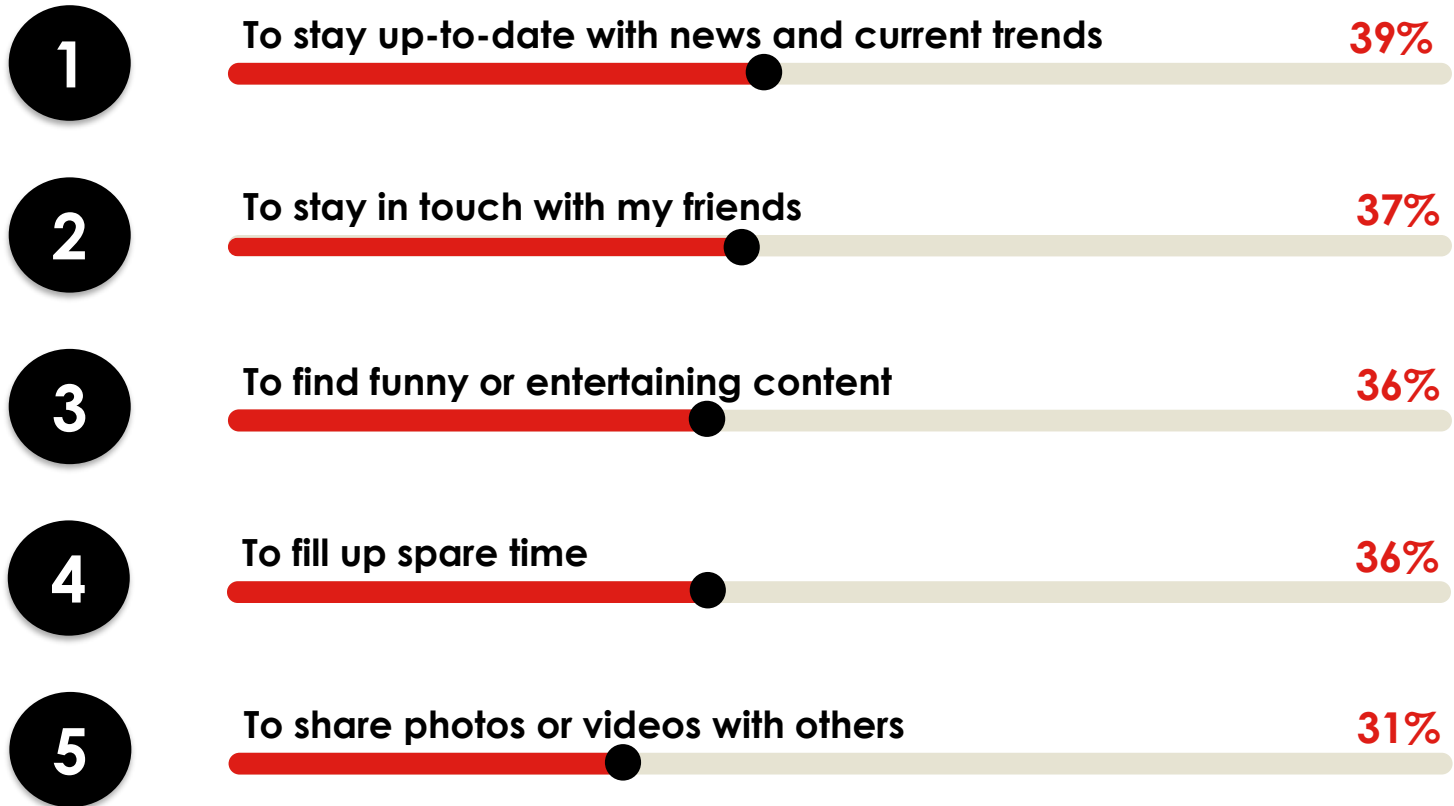 1
To stay up-to-date with news and current trends
39%
2
To stay in touch with my friends
37%
3
To find funny or entertaining content
36%
4
To fill up spare time
36%
5
To share photos or videos with others
31%